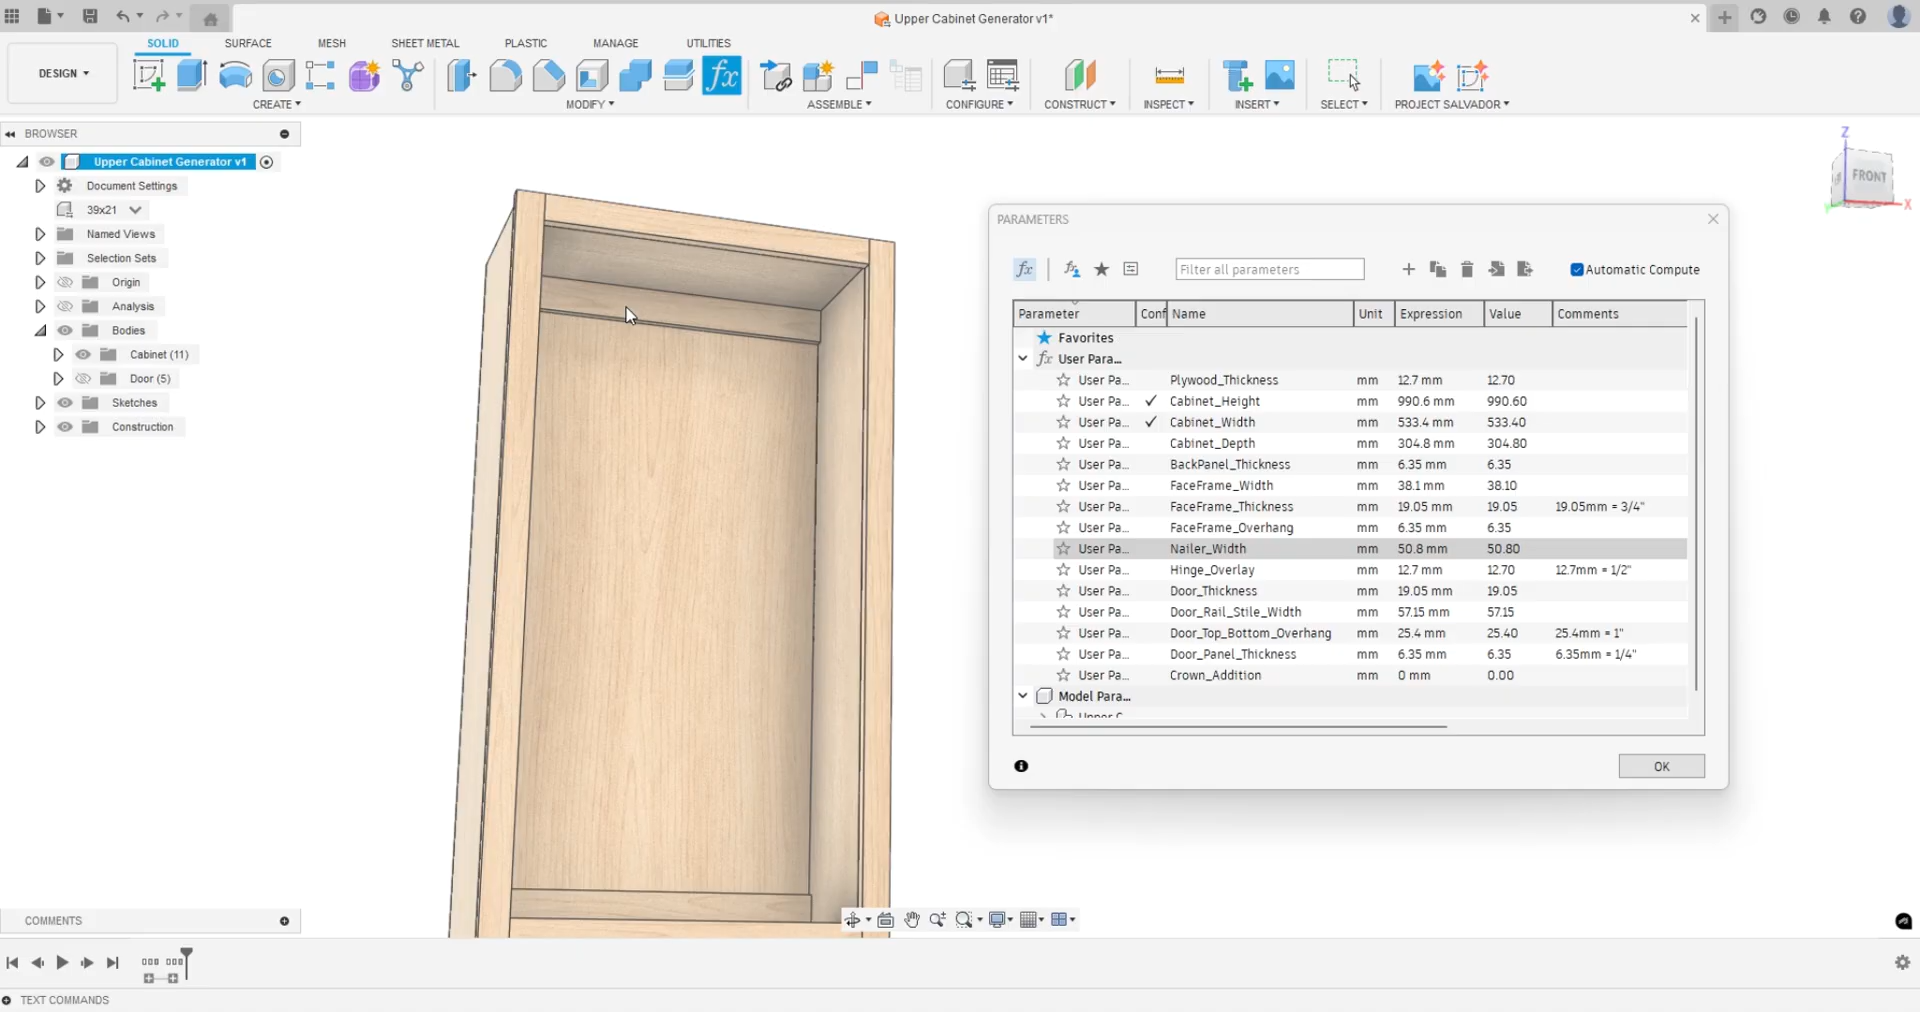 Upper Cabinet Generator v1*
SOLID SURFACE MESH SHEET METAL PLASTIC MANAGE UTILITIES
DESIGN
CREATE MODIFY ASSEMBLE CONFIGURE CONSTRUCT INSPECT INSERT SELECT PROJECT SALVADOR
fx
BROWSER
Upper Cabinet Generator v1
Document Settings
39x21
Named Views
Selection Sets
Origin
Analysis
Bodies
Cabinet (11)
Door (5)
Sketches
Construction
Z
FRONT
X
Y
PARAMETERS
fx
Filter all parameters
Automatic Compute
Parameter Conf Name Unit Expression Value Comments
Favorites
fx User Para...
User Pa... Plywood_Thickness mm 12.7 mm 12.70
User Pa... Cabinet_Height mm 990.6 mm 990.60
User Pa... Cabinet_Width mm 533.4 mm 533.40
User Pa... Cabinet_Depth mm 304.8 mm 304.80
User Pa... BackPanel_Thickness mm 6.35 mm 6.35
User Pa... FaceFrame_Width mm 38.1 mm 38.10
User Pa... FaceFrame_Thickness mm 19.05 mm 19.05 19.05mm = 3/4"
User Pa... FaceFrame_Overhang mm 6.35 mm 6.35
User Pa... Nailer_Width mm 50.8 mm 50.80
User Pa... Hinge_Overlay mm 12.7 mm 12.70 12.7mm = 1/2"
User Pa... Door_Thickness mm 19.05 mm 19.05
User Pa... Door_Rail_Stile_Width mm 57.15 mm 57.15
User Pa... Door_Top_Bottom_Overhang mm 25.4 mm 25.40 25.4mm = 1"
User Pa... Door_Panel_Thickness mm 6.35 mm 6.35 6.35mm = 1/4"
User Pa... Crown_Addition mm 0 mm 0.00
Model Para...
OK
COMMENTS
TEXT COMMANDS